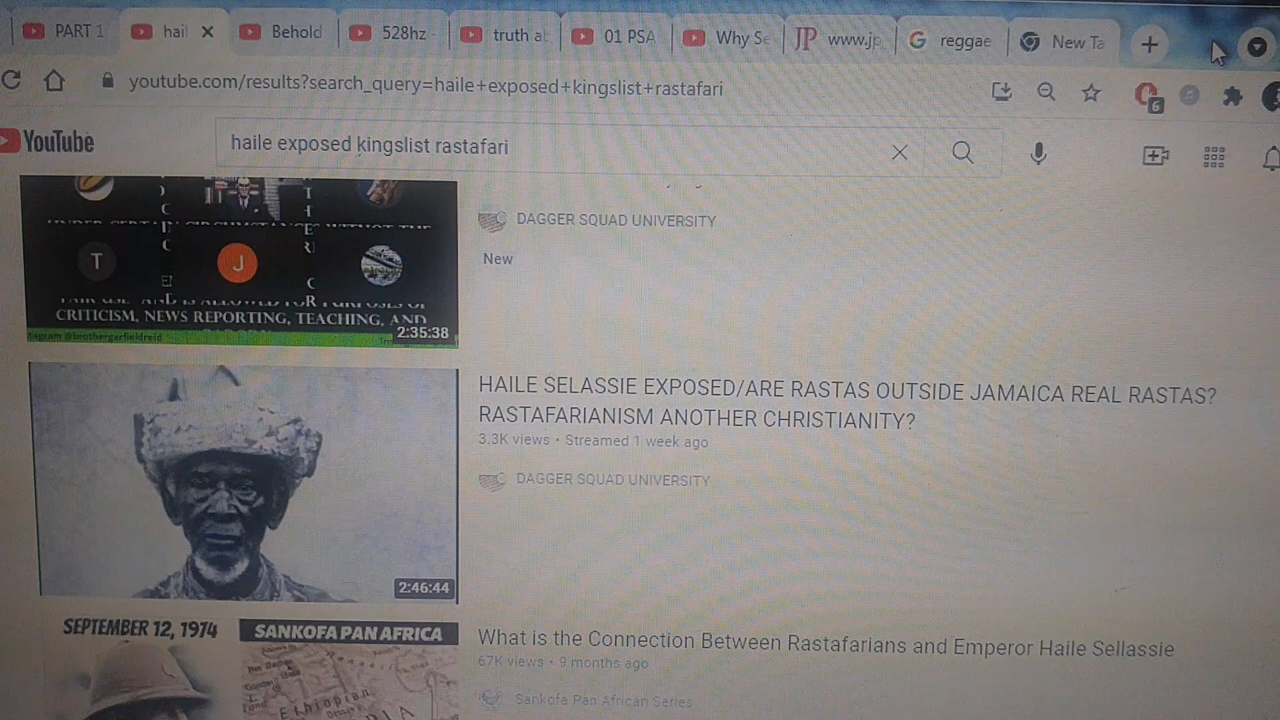 PART 1
hail
Behold
528hz -
truth a
01 PSA
Why Se
www.jp
reggae
New Ta
youtube.com/results?search_query=haile+exposed+kingslist+rastafari
6
YouTube
haile exposed kingslist rastafari
T
J
CRITICISM, NEWS REPORTING, TEACHING, AND
2:35:38
@brothergarfieldreid
DAGGER SQUAD UNIVERSITY
New
2:46:44
HAILE SELASSIE EXPOSED/ARE RASTAS OUTSIDE JAMAICA REAL RASTAS?
RASTAFARIANISM ANOTHER CHRISTIANITY?
3.3K views • Streamed 1 week ago
DAGGER SQUAD UNIVERSITY
SEPTEMBER 12, 1974
SANKOFA PAN AFRICA
Ethiopian
What is the Connection Between Rastafarians and Emperor Haile Sellassie
67K views • 9 months ago
Sankofa Pan African Series